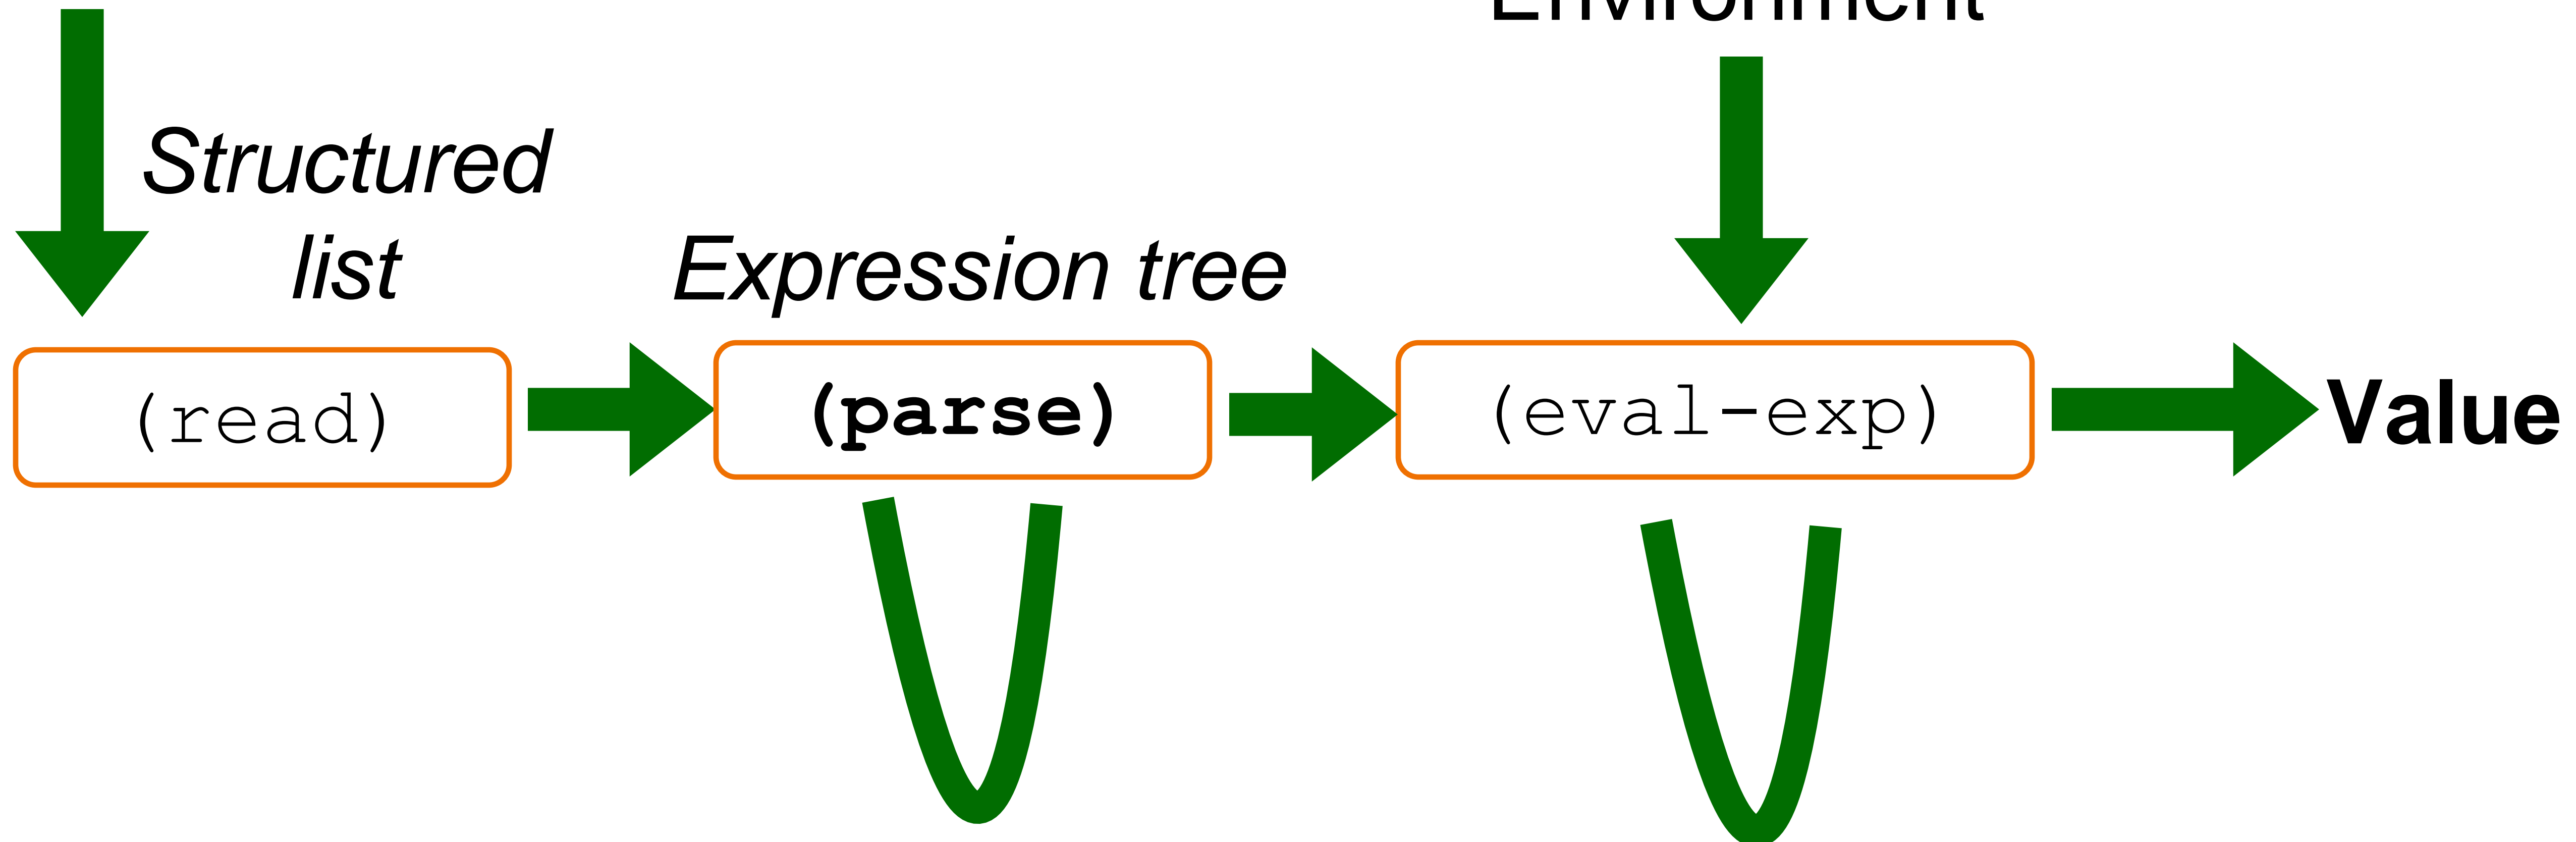 Environment
Structured
list
Expression tree
(read)
(parse)
(eval-exp)
Value